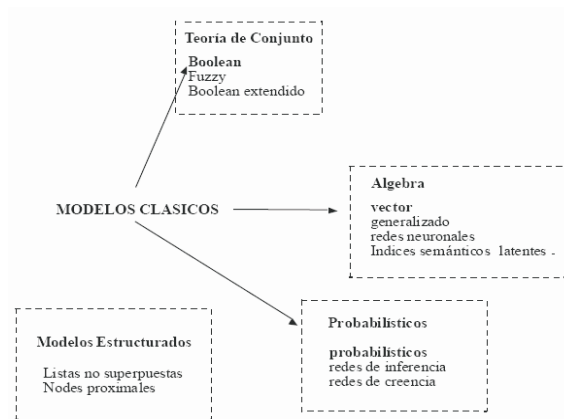 Teoría de Conjunto
Boolean
Fuzzy
Boolean extendido
MODELOS CLASICOS
Algebra
vector
generalizado
redes neuronales
Indices semánticos latentes .
Probabilísticos
probabilísticos
redes de inferencia
redes de creencia
Modelos Estructurados
Listas no superpuestas
Nodes proximales